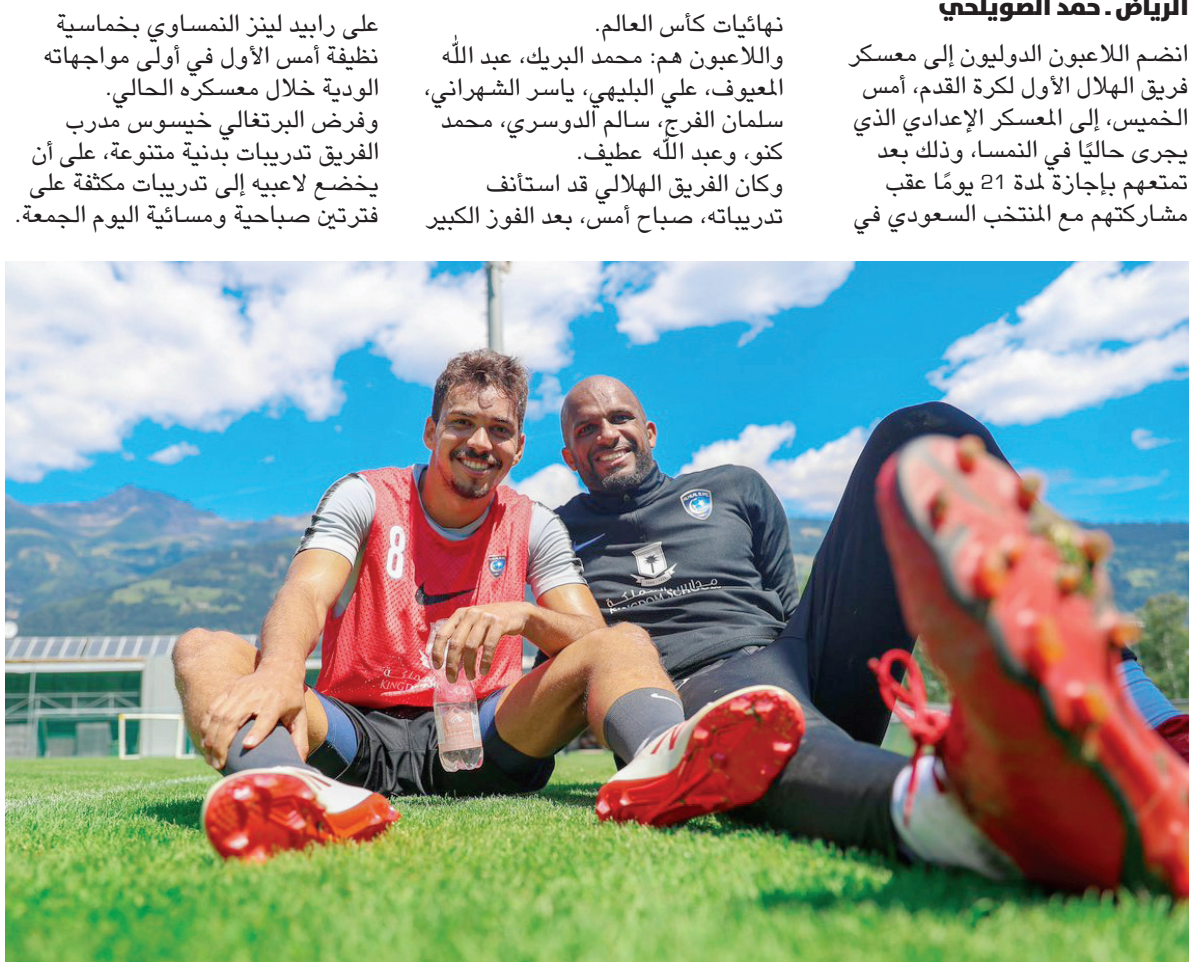 الرياض ـ حمد الصويلحي
انضم اللاعبون الدوليون إلى معسكر
فريق الهلال الأول لكرة القدم، أمس
الخميس، إلى المعسكر الإعدادي الذي
يجرى حاليًا في النمسا، وذلك بعد
تمتعهم بإجازة لمدة 21 يومًا عقب
مشاركتهم مع المنتخب السعودي في
نهائيات كأس العالم.
واللاعبون هم: محمد البريك، عبد الله
المعيوف، علي البليهي، ياسر الشهراني،
سلمان الفرج، سالم الدوسري، محمد
كنو، وعبد الله عطيف.
وكان الفريق الهلالي قد استأنف
تدريباته، صباح أمس، بعد الفوز الكبير
على رابيد لينز النمساوي بخماسية
نظيفة أمس الأول في أولى مواجهاته
الودية خلال معسكره الحالي.
وفرض البرتغالي خيسوس مدرب
الفريق تدريبات بدنية متنوعة، على أن
يخضع لاعبيه إلى تدريبات مكثفة على
فترتين صباحية ومسائية اليوم الجمعة.
8
KINGDOM SCHOOL